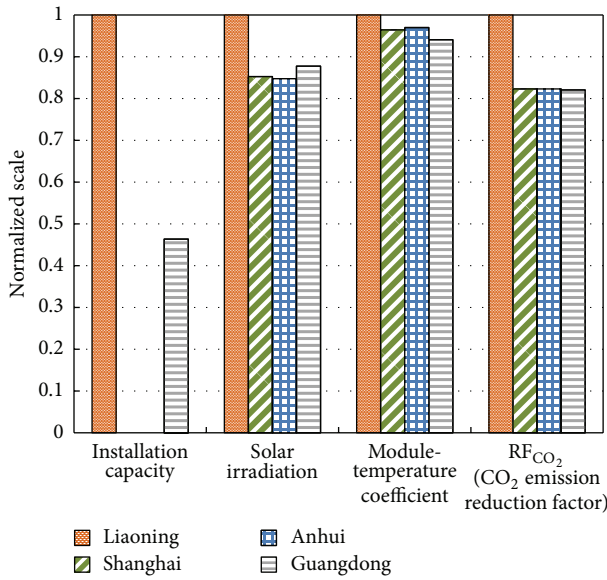 1
0.9
0.8
0.7
0.6
0.5
0.4
0.3
0.2
0.1
0
Normalized scale
Installation
capacity
Solar
irradiation
Module-
temperature
coefficient
RF_CO₂
(CO₂ emission
reduction factor)
Liaoning
Shanghai
Anhui
Guangdong